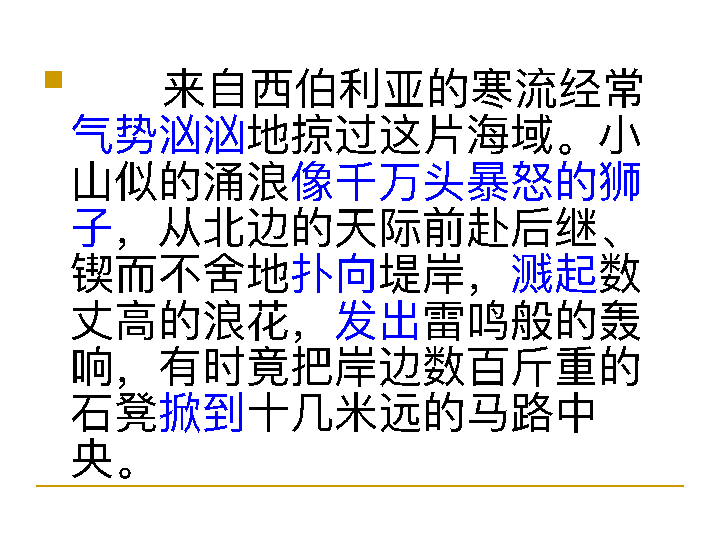 来自西伯利亚的寒流经常
气势汹汹地掠过这片海域。小
山似的涌浪像千万头暴怒的狮
子，从北边的天际前赴后继、
锲而不舍地扑向堤岸，溅起数
丈高的浪花，发出雷鸣般的轰
响，有时竟把岸边数百斤重的
石凳掀到十几米远的马路中
央。